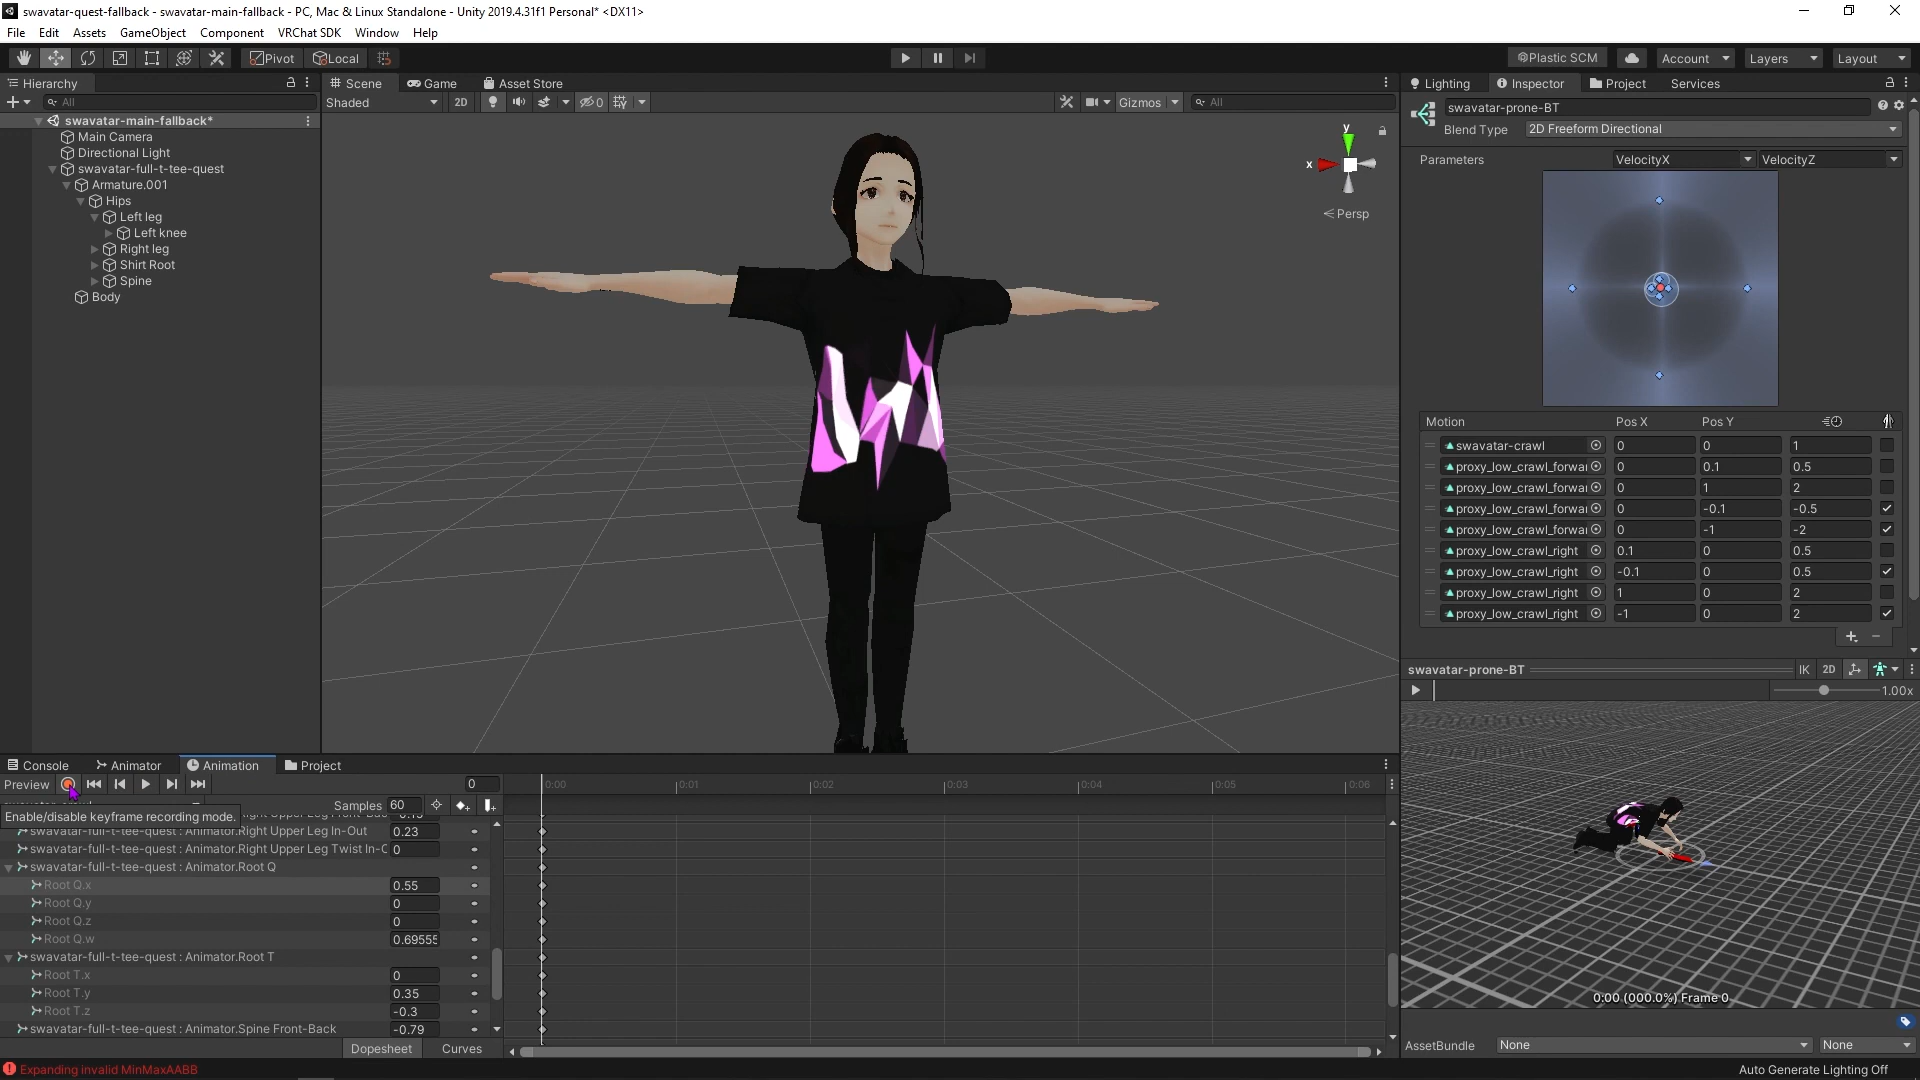 swavatar-quest-fallback - swavatar-main-fallback - PC, Mac & Linux Standalone - Unity 2019.4.31f1 Personal* <DX11>
File Edit Assets GameObject Component VRChat SDK Window Help
Pivot Local Plastic SCM Account Layers Layout
Hierarchy
All
swavatar-main-fallback*
Main Camera
Directional Light
swavatar-full-t-tee-quest
Armature.001
Hips
Left leg
Left knee
Right leg
Shirt Root
Spine
Body
Scene Game Asset Store
Shaded 2D 0 Gizmos All
y
x
Persp
Lighting Inspector Project Services
swavatar-prone-BT
Blend Type 2D Freeform Directional
Parameters VelocityX VelocityZ
Motion Pos X Pos Y
swavatar-crawl 0 0 1
proxy_low_crawl_forwar 0 0.1 0.5
proxy_low_crawl_forwar 0 1 2
proxy_low_crawl_forwar 0 -0.1 -0.5
proxy_low_crawl_forwar 0 -1 -2
proxy_low_crawl_right 0.1 0 0.5
proxy_low_crawl_right -0.1 0 0.5
proxy_low_crawl_right 1 0 2
proxy_low_crawl_right -1 0 2
swavatar-prone-BT IK 2D
1.00x
0:00 (000.0%) Frame 0
AssetBundle None None
Console Animator Animation Project
Preview 0 0:00 0:01 0:02 0:03 0:04 0:05 0:06
Samples 60
Enable/disable keyframe recording mode.
swavatar-full-t-tee-quest : Animator.Right Upper Leg In-Out 0.23
swavatar-full-t-tee-quest : Animator.Right Upper Leg Twist In-O 0
swavatar-full-t-tee-quest : Animator.Root Q
Root Q.x 0.55
Root Q.y 0
Root Q.z 0
Root Q.w 0.69555
swavatar-full-t-tee-quest : Animator.Root T
Root T.x 0
Root T.y 0.35
Root T.z -0.3
swavatar-full-t-tee-quest : Animator.Spine Front-Back -0.79
Dopesheet Curves
Expanding invalid MinMaxAABB
Auto Generate Lighting Off